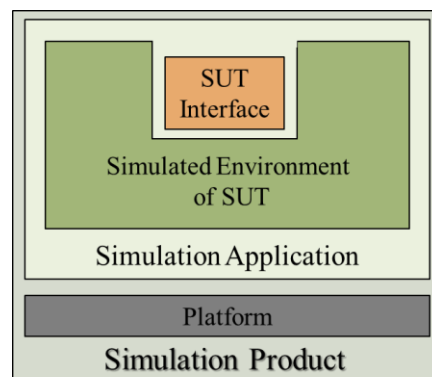 SUT
Interface
Simulated Environment
of SUT
Simulation Application
Platform
Simulation Product